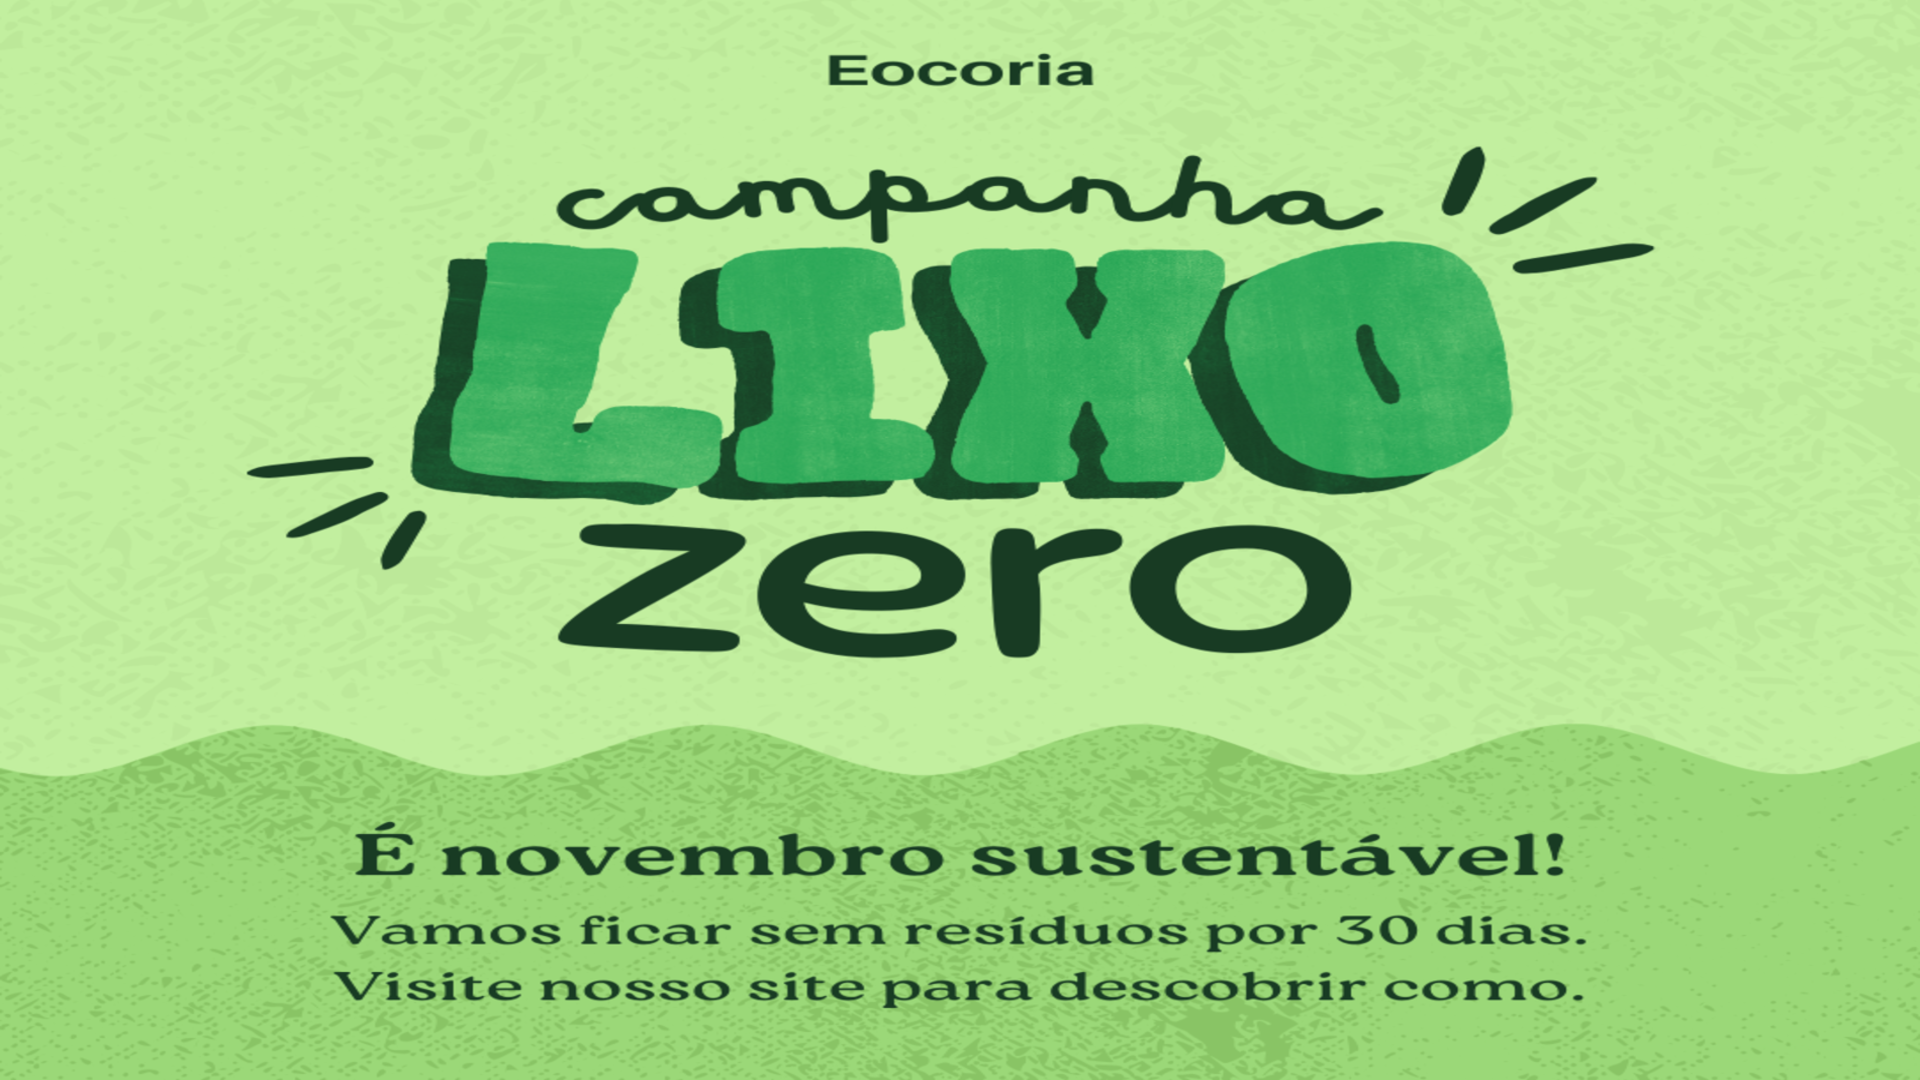 Eocoria
campanha
LIXO
zero
É novembro sustentável!
Vamos ficar sem resíduos por 30 dias.
Visite nosso site para descobrir como.